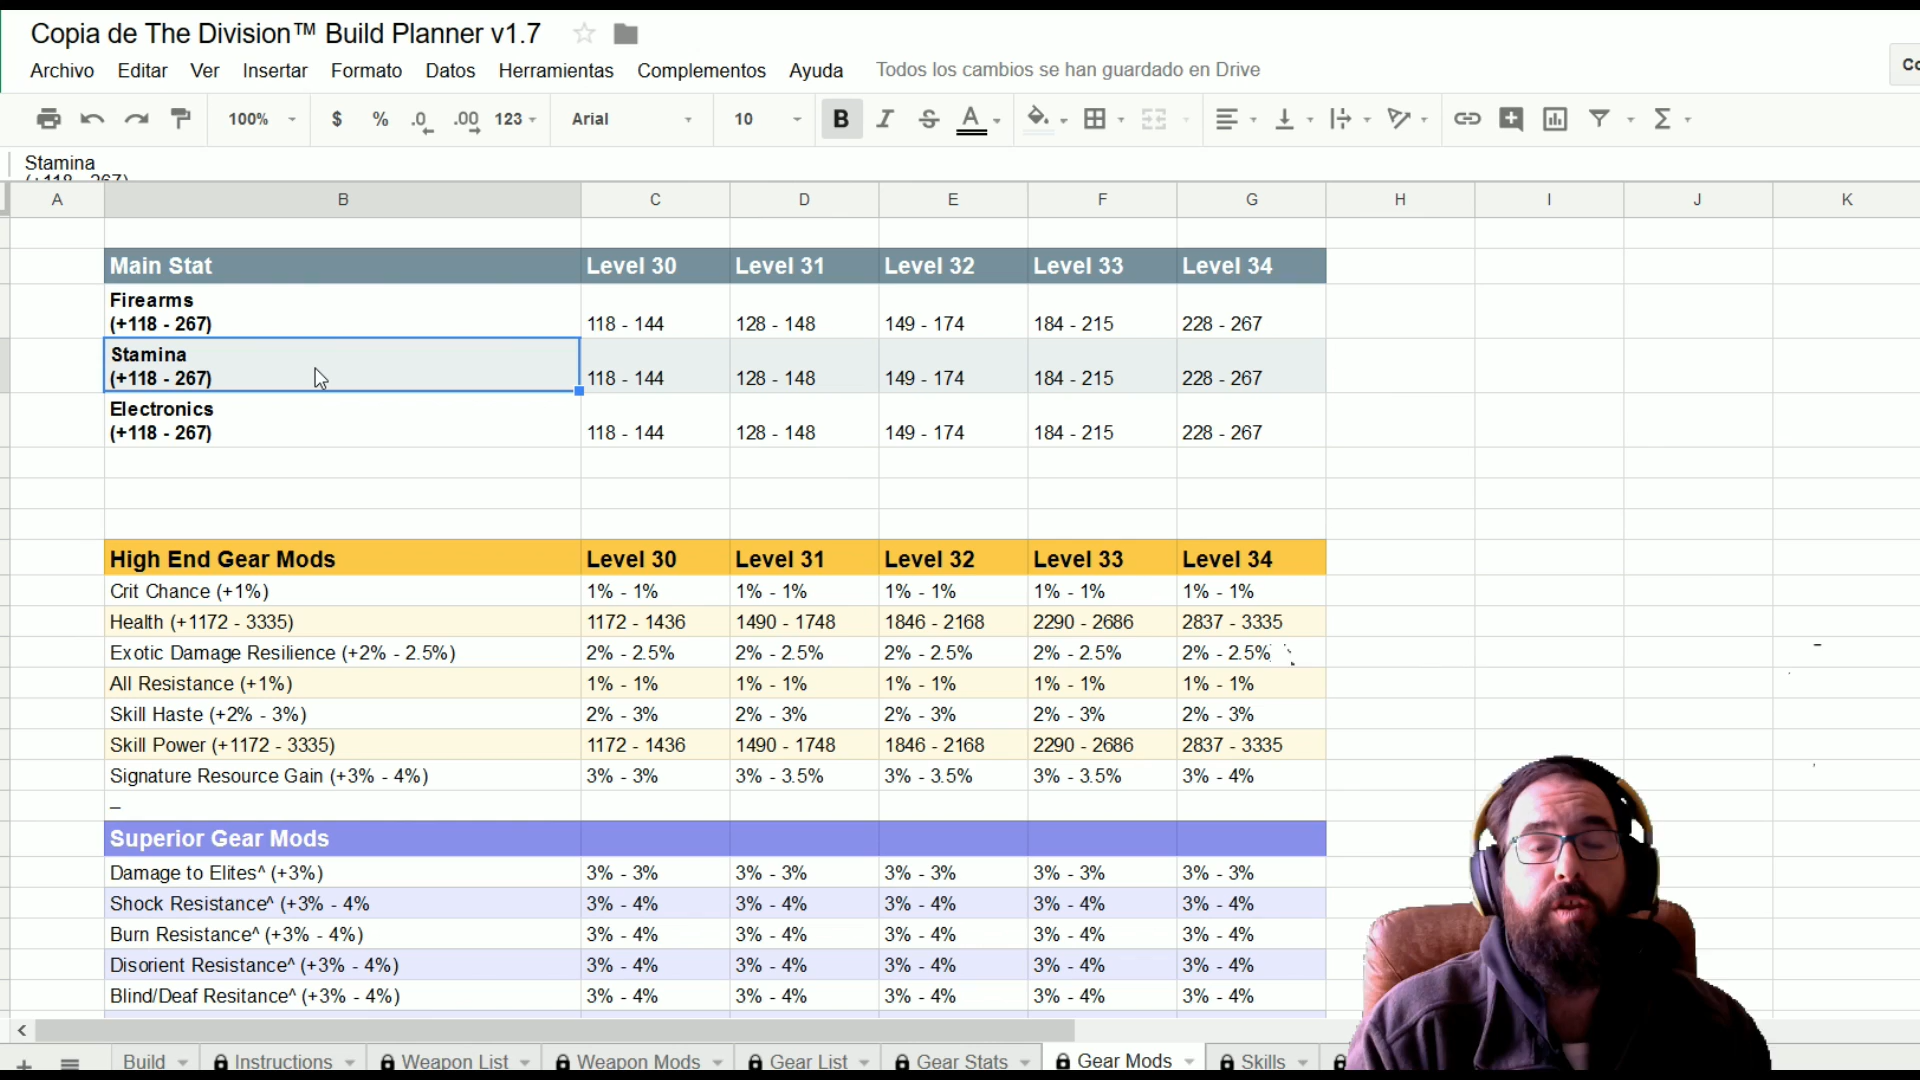 Copia de The Division™ Build Planner v1.7
Archivo Editar Ver Insertar Formato Datos Herramientas Complementos Ayuda Todos los cambios se han guardado en Drive
100% $ % .0 .00 123 Arial 10 B I S A
Stamina
A B C D E F G H I J K
Main Stat Level 30 Level 31 Level 32 Level 33 Level 34
Firearms
(+118 - 267) 118 - 144 128 - 148 149 - 174 184 - 215 228 - 267
Stamina
(+118 - 267) 118 - 144 128 - 148 149 - 174 184 - 215 228 - 267
Electronics
(+118 - 267) 118 - 144 128 - 148 149 - 174 184 - 215 228 - 267
High End Gear Mods Level 30 Level 31 Level 32 Level 33 Level 34
Crit Chance (+1%) 1% - 1% 1% - 1% 1% - 1% 1% - 1% 1% - 1%
Health (+1172 - 3335) 1172 - 1436 1490 - 1748 1846 - 2168 2290 - 2686 2837 - 3335
Exotic Damage Resilience (+2% - 2.5%) 2% - 2.5% 2% - 2.5% 2% - 2.5% 2% - 2.5% 2% - 2.5%
All Resistance (+1%) 1% - 1% 1% - 1% 1% - 1% 1% - 1% 1% - 1%
Skill Haste (+2% - 3%) 2% - 3% 2% - 3% 2% - 3% 2% - 3% 2% - 3%
Skill Power (+1172 - 3335) 1172 - 1436 1490 - 1748 1846 - 2168 2290 - 2686 2837 - 3335
Signature Resource Gain (+3% - 4%) 3% - 3% 3% - 3.5% 3% - 3.5% 3% - 3.5% 3% - 4%
–
Superior Gear Mods
Damage to Elites^ (+3%) 3% - 3% 3% - 3% 3% - 3% 3% - 3% 3% - 3%
Shock Resistance^ (+3% - 4% 3% - 4% 3% - 4% 3% - 4% 3% - 4% 3% - 4%
Burn Resistance^ (+3% - 4%) 3% - 4% 3% - 4% 3% - 4% 3% - 4% 3% - 4%
Disorient Resistance^ (+3% - 4%) 3% - 4% 3% - 4% 3% - 4% 3% - 4% 3% - 4%
Blind/Deaf Resitance^ (+3% - 4%) 3% - 4% 3% - 4% 3% - 4% 3% - 4% 3% - 4%
Build Instructions Weapon List Weapon Mods Gear List Gear Stats Gear Mods Skills